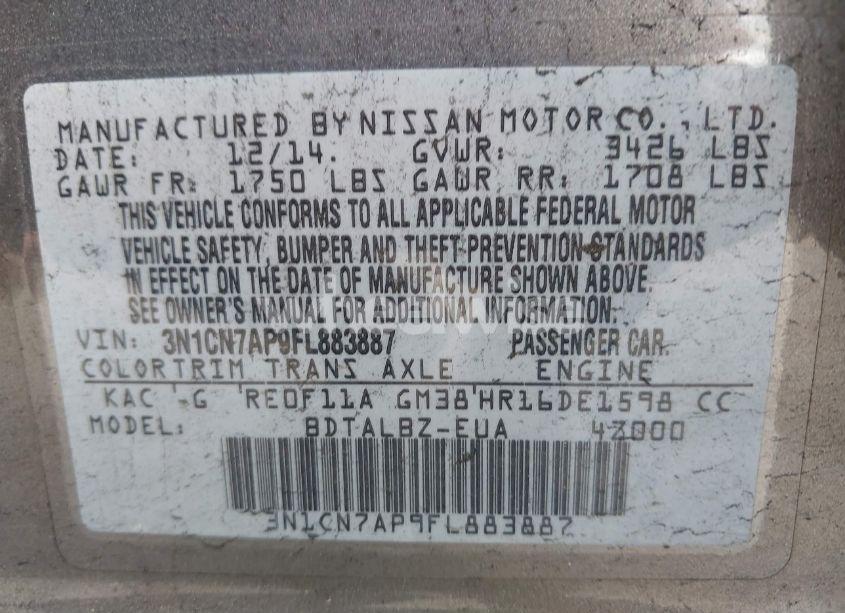 MANUFACTURED BY NISSAN MOTOR CO., LTD.
DATE: 12/14. GVWR: 3426 LBS
GAWR FR: 1750 LBS GAWR RR: 1708 LBS
THIS VEHICLE CONFORMS TO ALL APPLICABLE FEDERAL MOTOR
VEHICLE SAFETY, BUMPER AND THEFT PREVENTION STANDARDS
IN EFFECT ON THE DATE OF MANUFACTURE SHOWN ABOVE.
SEE OWNER'S MANUAL FOR ADDITIONAL INFORMATION.
VIN: 3N1CN7AP9FL883887 PASSENGER CAR.
COLORTRIM TRANS AXLE ENGINE
KAC G RE0F11A GM38 HR16DE1598 CC
MODEL: BDTALBZ-EUA 4Z000
3N1CN7AP9FL883887